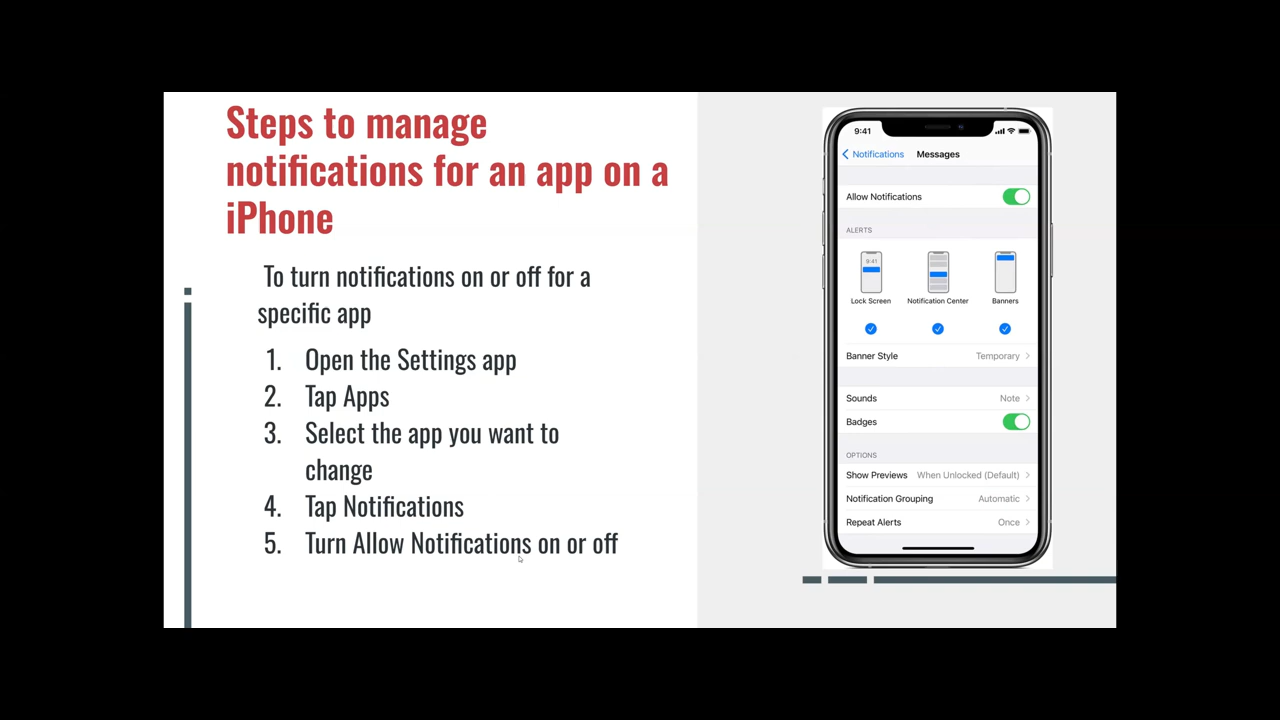 Steps to manage
notifications for an app on a
iPhone
To turn notifications on or off for a
specific app
1. Open the Settings app
2. Tap Apps
3. Select the app you want to
change
4. Tap Notifications
5. Turn Allow Notifications on or off
9:41
Notifications Messages
Allow Notifications
ALERTS
9:41
Lock Screen Notification Center Banners
Banner Style Temporary
Sounds Note
Badges
OPTIONS
Show Previews When Unlocked (Default)
Notification Grouping Automatic
Repeat Alerts Once